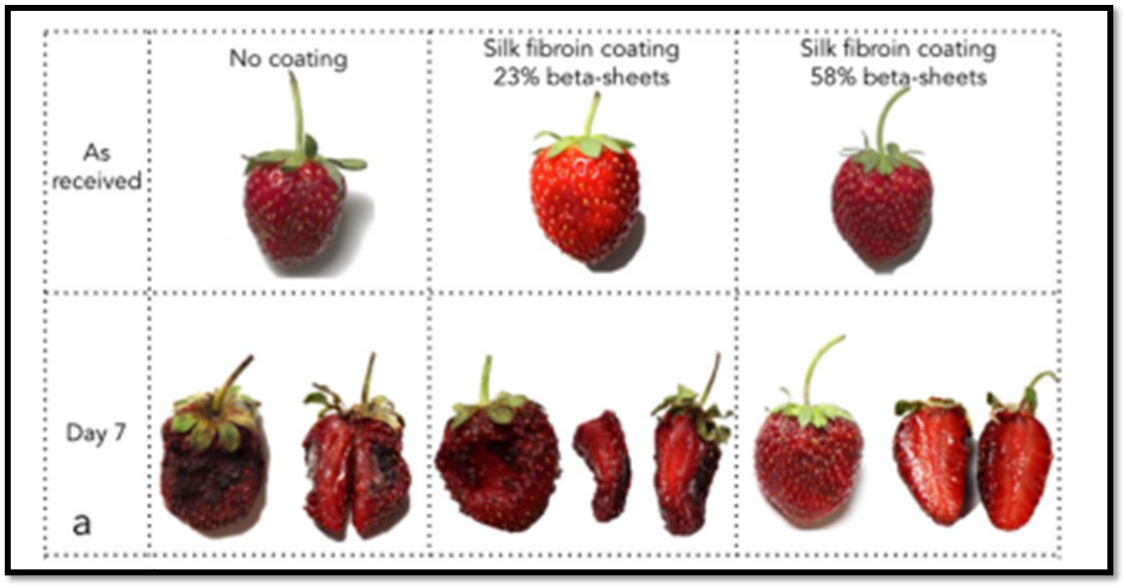 No coating
Silk fibroin coating
23% beta-sheets
Silk fibroin coating
58% beta-sheets
As
received
Day 7
a